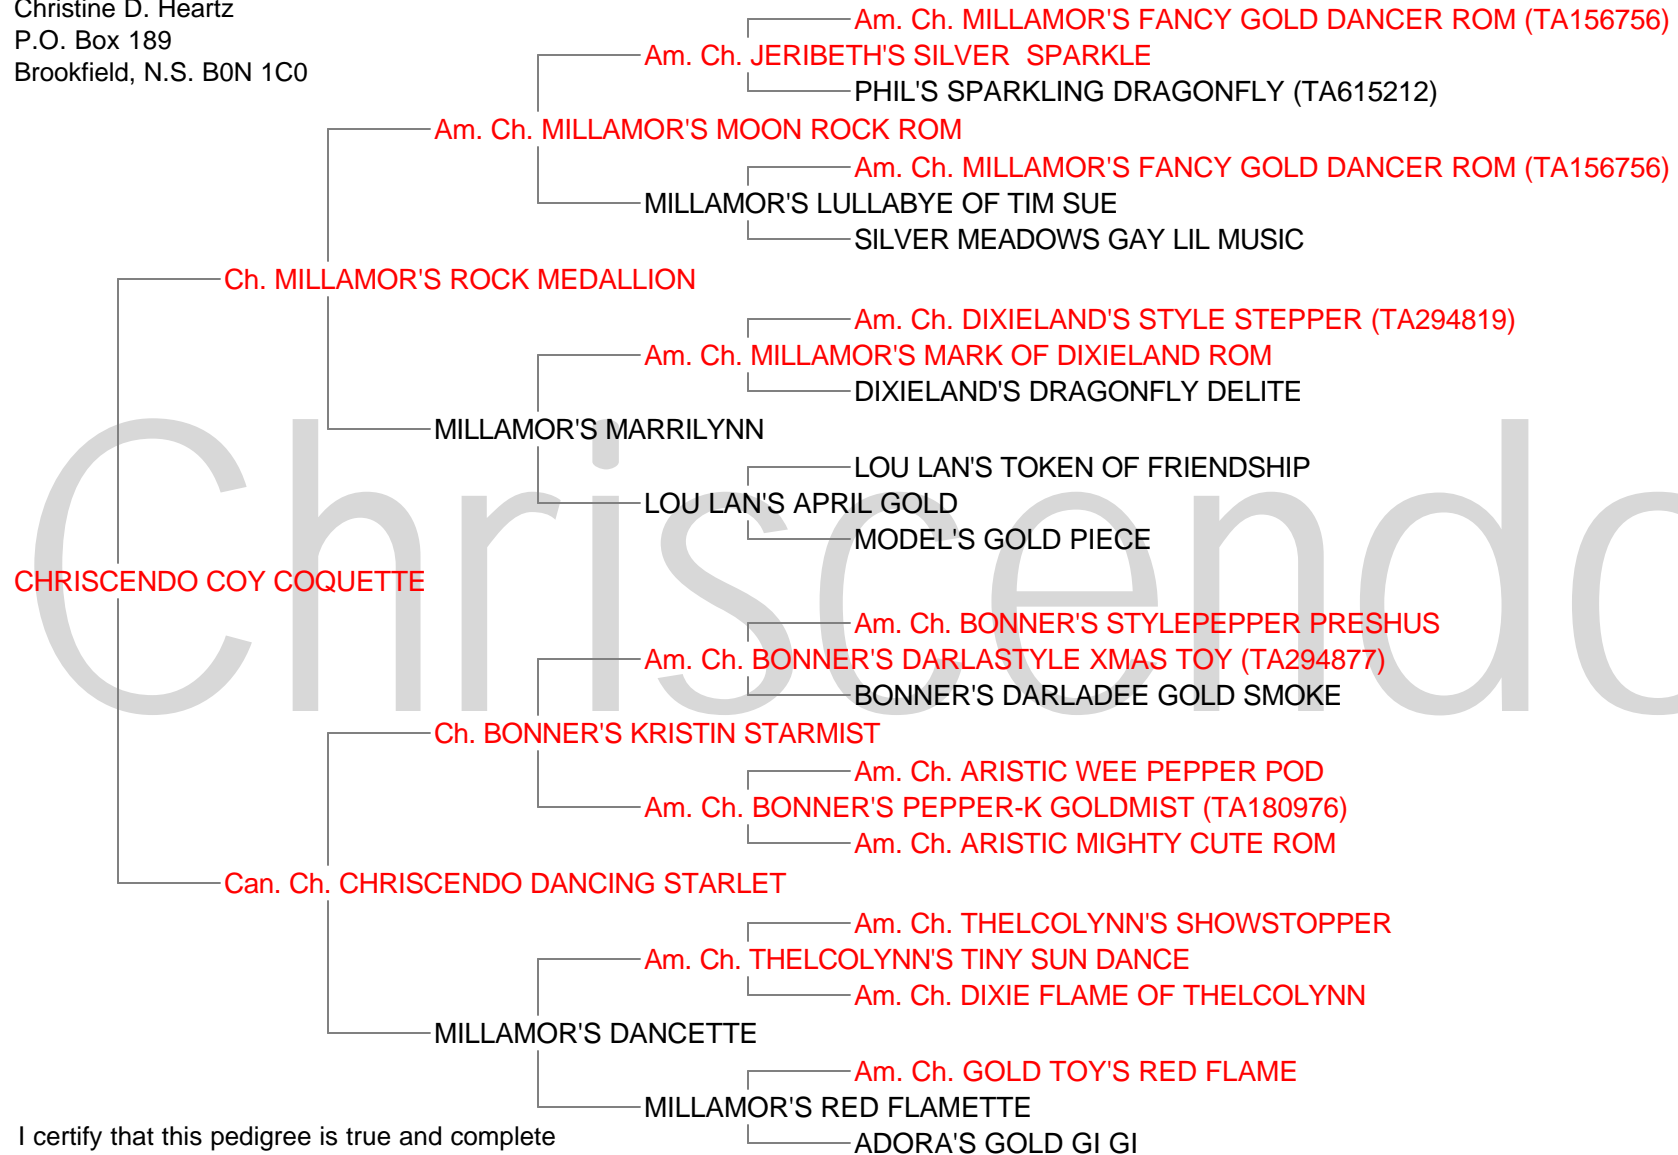 Christine D. Heartz
P.O. Box 189
Brookfield, N.S. B0N 1C0
Am. Ch. MILLAMOR'S FANCY GOLD DANCER ROM (TA156756)
Am. Ch. JERIBETH'S SILVER  SPARKLE
PHIL'S SPARKLING DRAGONFLY (TA615212)
Am. Ch. MILLAMOR'S MOON ROCK ROM
Am. Ch. MILLAMOR'S FANCY GOLD DANCER ROM (TA156756)
MILLAMOR'S LULLABYE OF TIM SUE
SILVER MEADOWS GAY LIL MUSIC
Ch. MILLAMOR'S ROCK MEDALLION
Am. Ch. DIXIELAND'S STYLE STEPPER (TA294819)
Am. Ch. MILLAMOR'S MARK OF DIXIELAND ROM
DIXIELAND'S DRAGONFLY DELITE
MILLAMOR'S MARRILYNN
LOU LAN'S TOKEN OF FRIENDSHIP
LOU LAN'S APRIL GOLD
MODEL'S GOLD PIECE
Chriscendo
CHRISCENDO COY COQUETTE
Am. Ch. BONNER'S STYLEPEPPER PRESHUS
Am. Ch. BONNER'S DARLASTYLE XMAS TOY (TA294877)
BONNER'S DARLADEE GOLD SMOKE
Ch. BONNER'S KRISTIN STARMIST
Am. Ch. ARISTIC WEE PEPPER POD
Am. Ch. BONNER'S PEPPER-K GOLDMIST (TA180976)
Am. Ch. ARISTIC MIGHTY CUTE ROM
Can. Ch. CHRISCENDO DANCING STARLET
Am. Ch. THELCOLYNN'S SHOWSTOPPER
Am. Ch. THELCOLYNN'S TINY SUN DANCE
Am. Ch. DIXIE FLAME OF THELCOLYNN
MILLAMOR'S DANCETTE
Am. Ch. GOLD TOY'S RED FLAME
MILLAMOR'S RED FLAMETTE
ADORA'S GOLD GI GI
I certify that this pedigree is true and complete